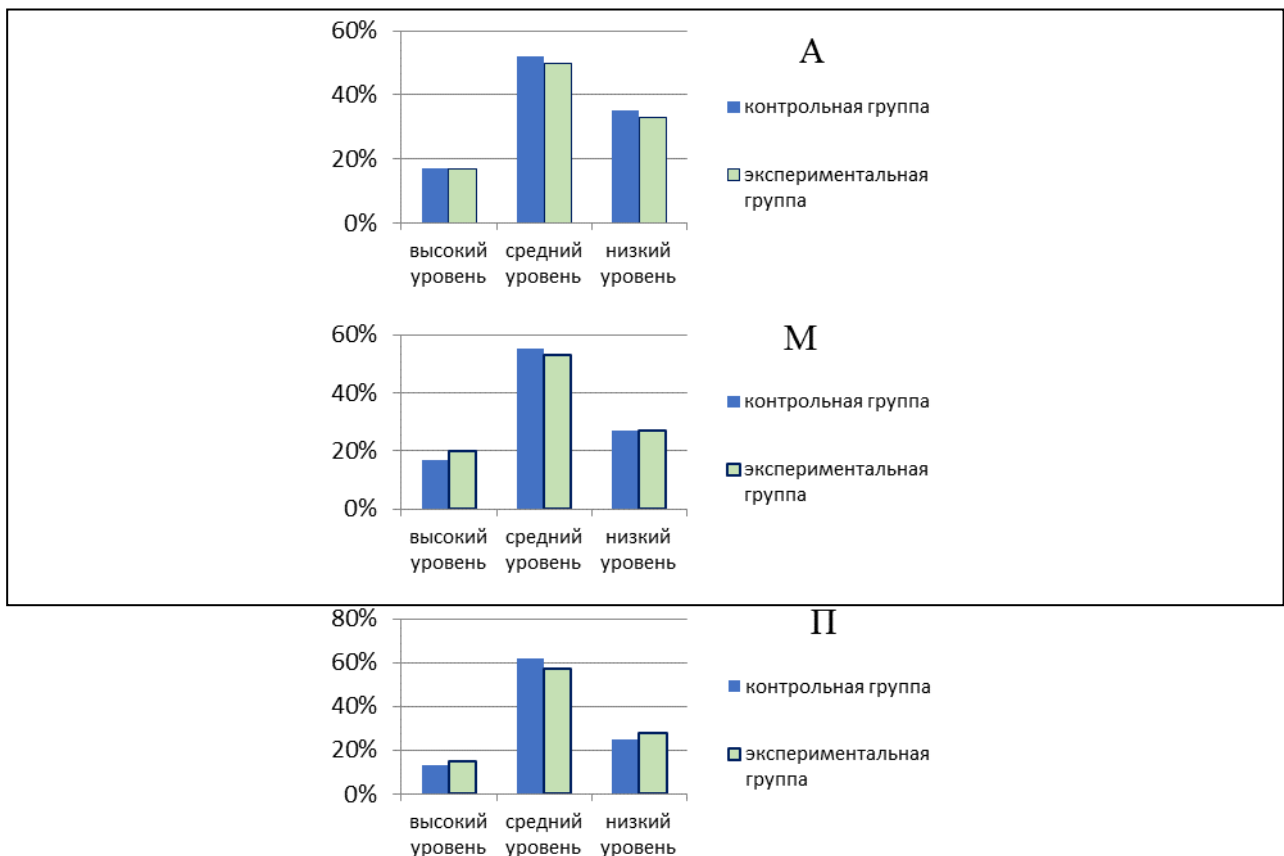 А
60%
40%
20%
0%
высокий
уровень
средний
уровень
низкий
уровень
контрольная группа
экспериментальная
группа
М
60%
40%
20%
0%
высокий
уровень
средний
уровень
низкий
уровень
контрольная группа
экспериментальная
группа
П
80%
60%
40%
20%
0%
высокий
уровень
средний
уровень
низкий
уровень
контрольная группа
экспериментальная
группа